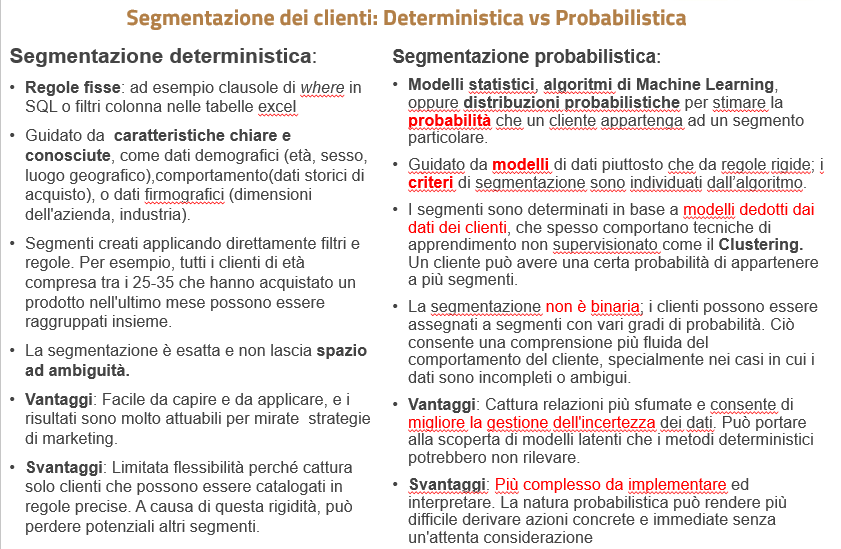 Segmentazione dei clienti: Deterministica vs Probabilistica
Segmentazione deterministica:
• Regole fisse: ad esempio clausole di where in
SQL o filtri colonna nelle tabelle excel
• Guidato da caratteristiche chiare e
conosciute, come dati demografici (età, sesso,
luogo geografico),comportamento(dati storici di
acquisto), o dati firmografici (dimensioni
dell'azienda, industria).
• Segmenti creati applicando direttamente filtri e
regole. Per esempio, tutti i clienti di età
compresa tra i 25-35 che hanno acquistato un
prodotto nell'ultimo mese possono essere
raggruppati insieme.
• La segmentazione è esatta e non lascia spazio
ad ambiguità.
• Vantaggi: Facile da capire e da applicare, e i
risultati sono molto attuabili per mirate strategie
di marketing.
• Svantaggi: Limitata flessibilità perché cattura
solo clienti che possono essere catalogati in
regole precise. A causa di questa rigidità, può
perdere potenziali altri segmenti.
Segmentazione probabilistica:
• Modelli statistici, algoritmi di Machine Learning,
oppure distribuzioni probabilistiche per stimare la
probabilità che un cliente appartenga ad un segmento
particolare.
• Guidato da modelli di dati piuttosto che da regole rigide; i
criteri di segmentazione sono individuati dall'algoritmo.
• I segmenti sono determinati in base a modelli dedotti dai
dati dei clienti, che spesso comportano tecniche di
apprendimento non supervisionato come il Clustering.
Un cliente può avere una certa probabilità di appartenere
a più segmenti.
• La segmentazione non è binaria; i clienti possono essere
assegnati a segmenti con vari gradi di probabilità. Ciò
consente una comprensione più fluida del
comportamento del cliente, specialmente nei casi in cui i
dati sono incompleti o ambigui.
• Vantaggi: Cattura relazioni più sfumate e consente di
migliore la gestione dell'incertezza dei dati. Può portare
alla scoperta di modelli latenti che i metodi deterministici
potrebbero non rilevare.
• Svantaggi: Più complesso da implementare ed
interpretare. La natura probabilistica può rendere più
difficile derivare azioni concrete e immediate senza
un'attenta considerazione